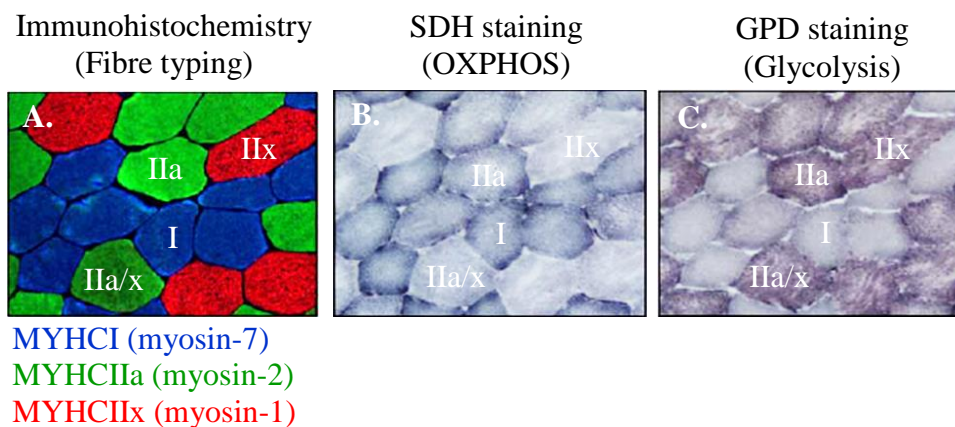 Immunohistochemistry
(Fibre typing)
SDH staining
(OXPHOS)
GPD staining
(Glycolysis)
A.
IIa
IIx
I
IIa/x
B.
IIx
IIa
I
IIa/x
C.
IIx
IIa
I
IIa/x
MYHCI (myosin-7)
MYHCIIa (myosin-2)
MYHCIIx (myosin-1)